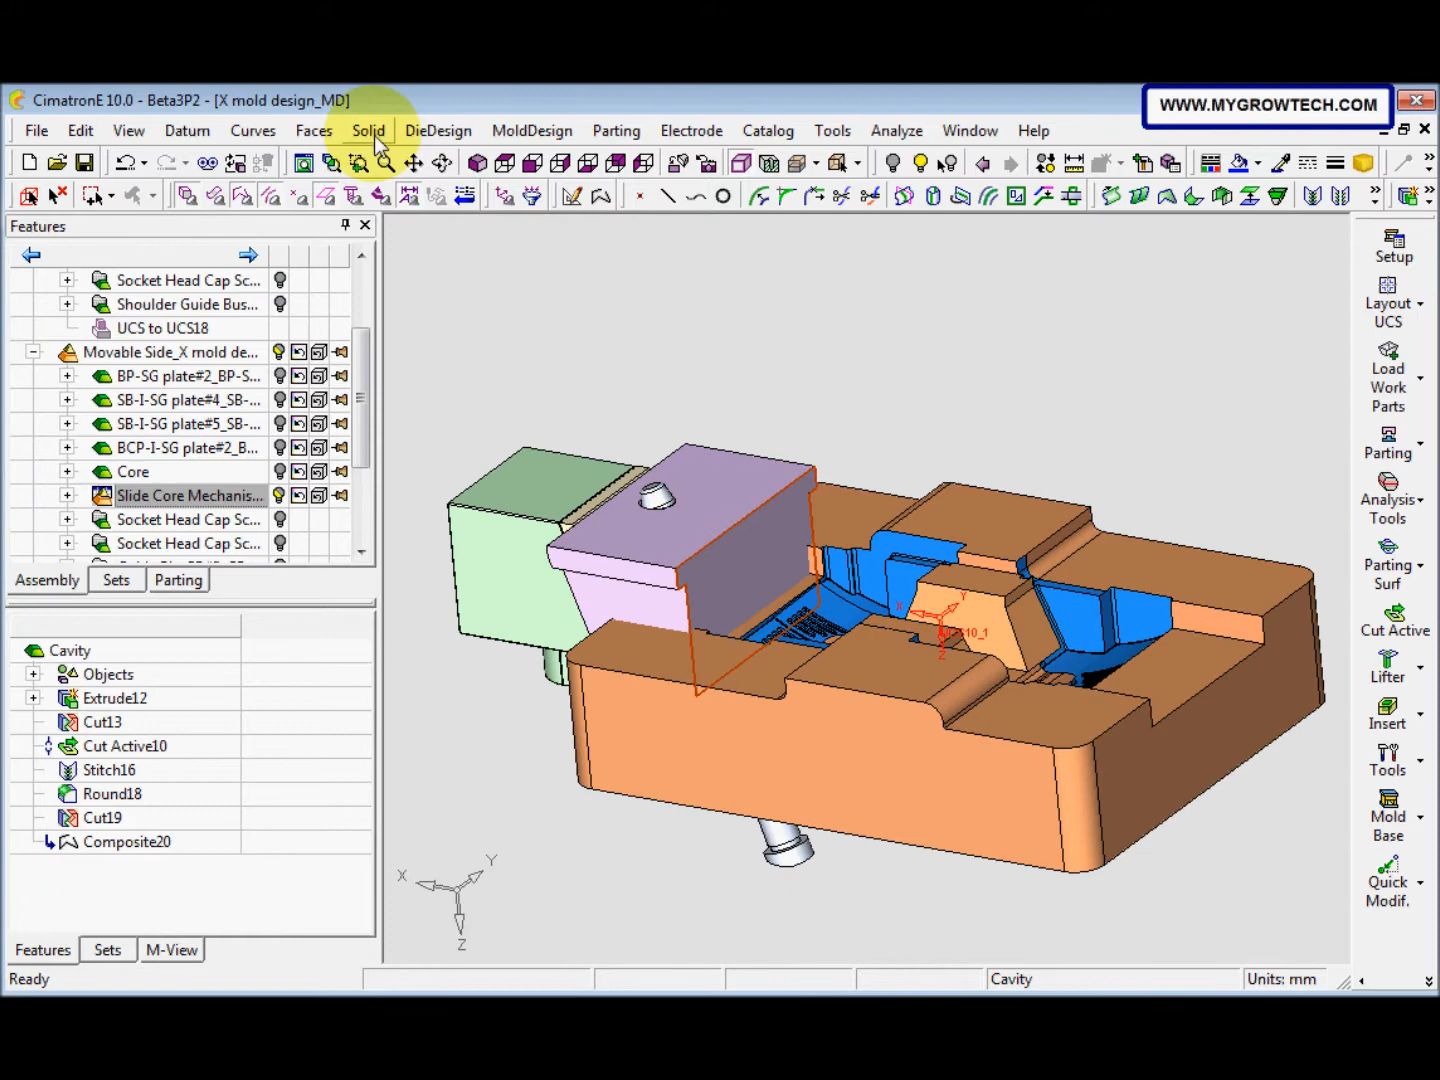 CimatronE 10.0 - Beta3P2 - [X mold design_MD]
WWW.MYGROWTECH.COM
File Edit View Datum Curves Faces Solid DieDesign MoldDesign Parting Electrode Catalog Tools Analyze Window Help
Features
Socket Head Cap Sc...
Shoulder Guide Bus...
UCS to UCS18
Movable Side_X mold de...
BP-SG plate#2_BP-S...
SB-I-SG plate#4_SB-...
SB-I-SG plate#5_SB-...
BCP-I-SG plate#2_B...
Core
Slide Core Mechanis...
Socket Head Cap Sc...
Socket Head Cap Sc...
Assembly Sets Parting
Cavity
Objects
Extrude12
Cut13
Cut Active10
Stitch16
Round18
Cut19
Composite20
Features Sets M-View
Ready
Cavity
Units: mm
X
Y
Z
X
Y
Z
Setup
Layout
UCS
Load
Work
Parts
Parting
Analysis
Tools
Parting
Surf
Cut Active
Lifter
Insert
Tools
Mold
Base
Quick
Modif.